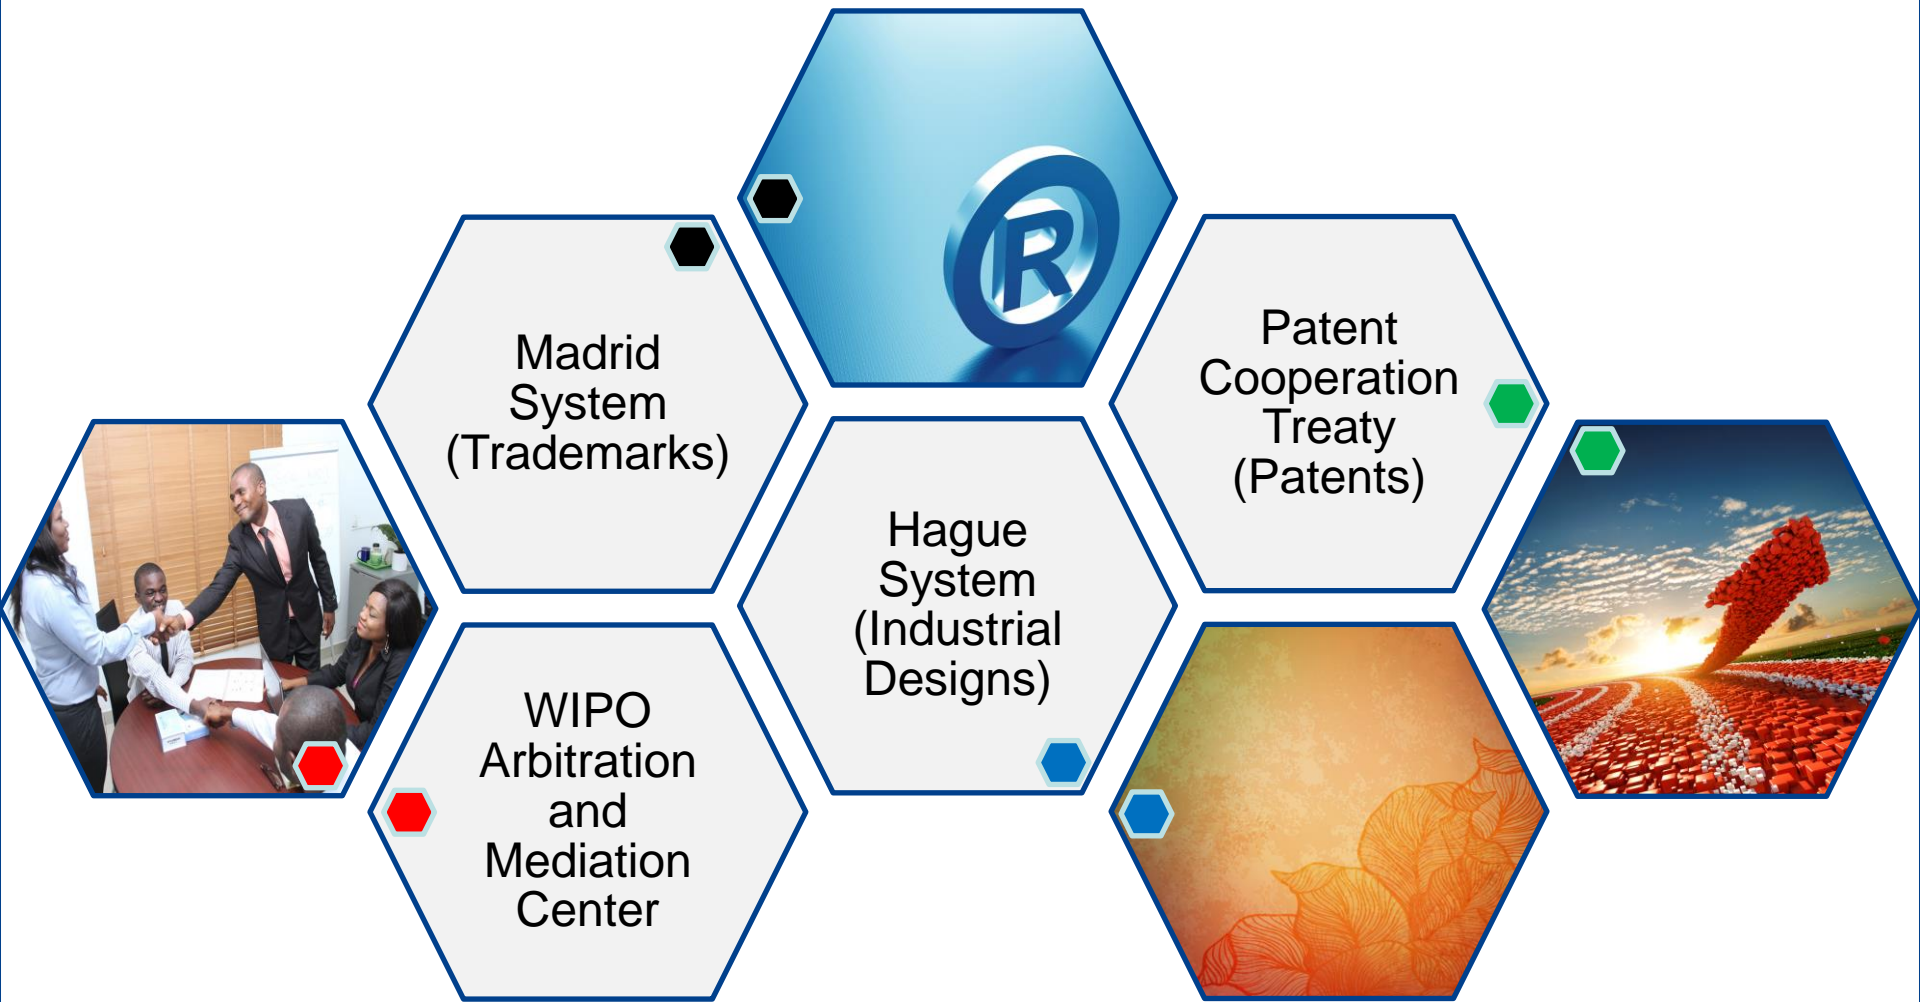 Madrid
System
(Trademarks)
Patent
Cooperation
Treaty
(Patents)
Hague
System
(Industrial
Designs)
WIPO
Arbitration
and
Mediation
Center
R